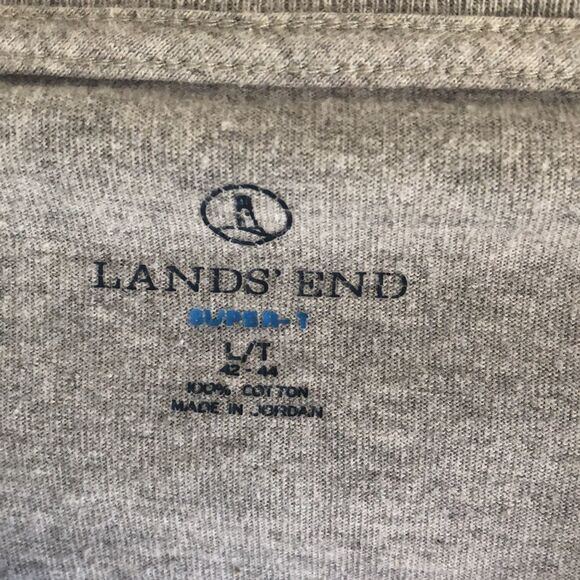 LANDS' END
SUPER-T
L/T
42-44
100% COTTON
MADE IN JORDAN